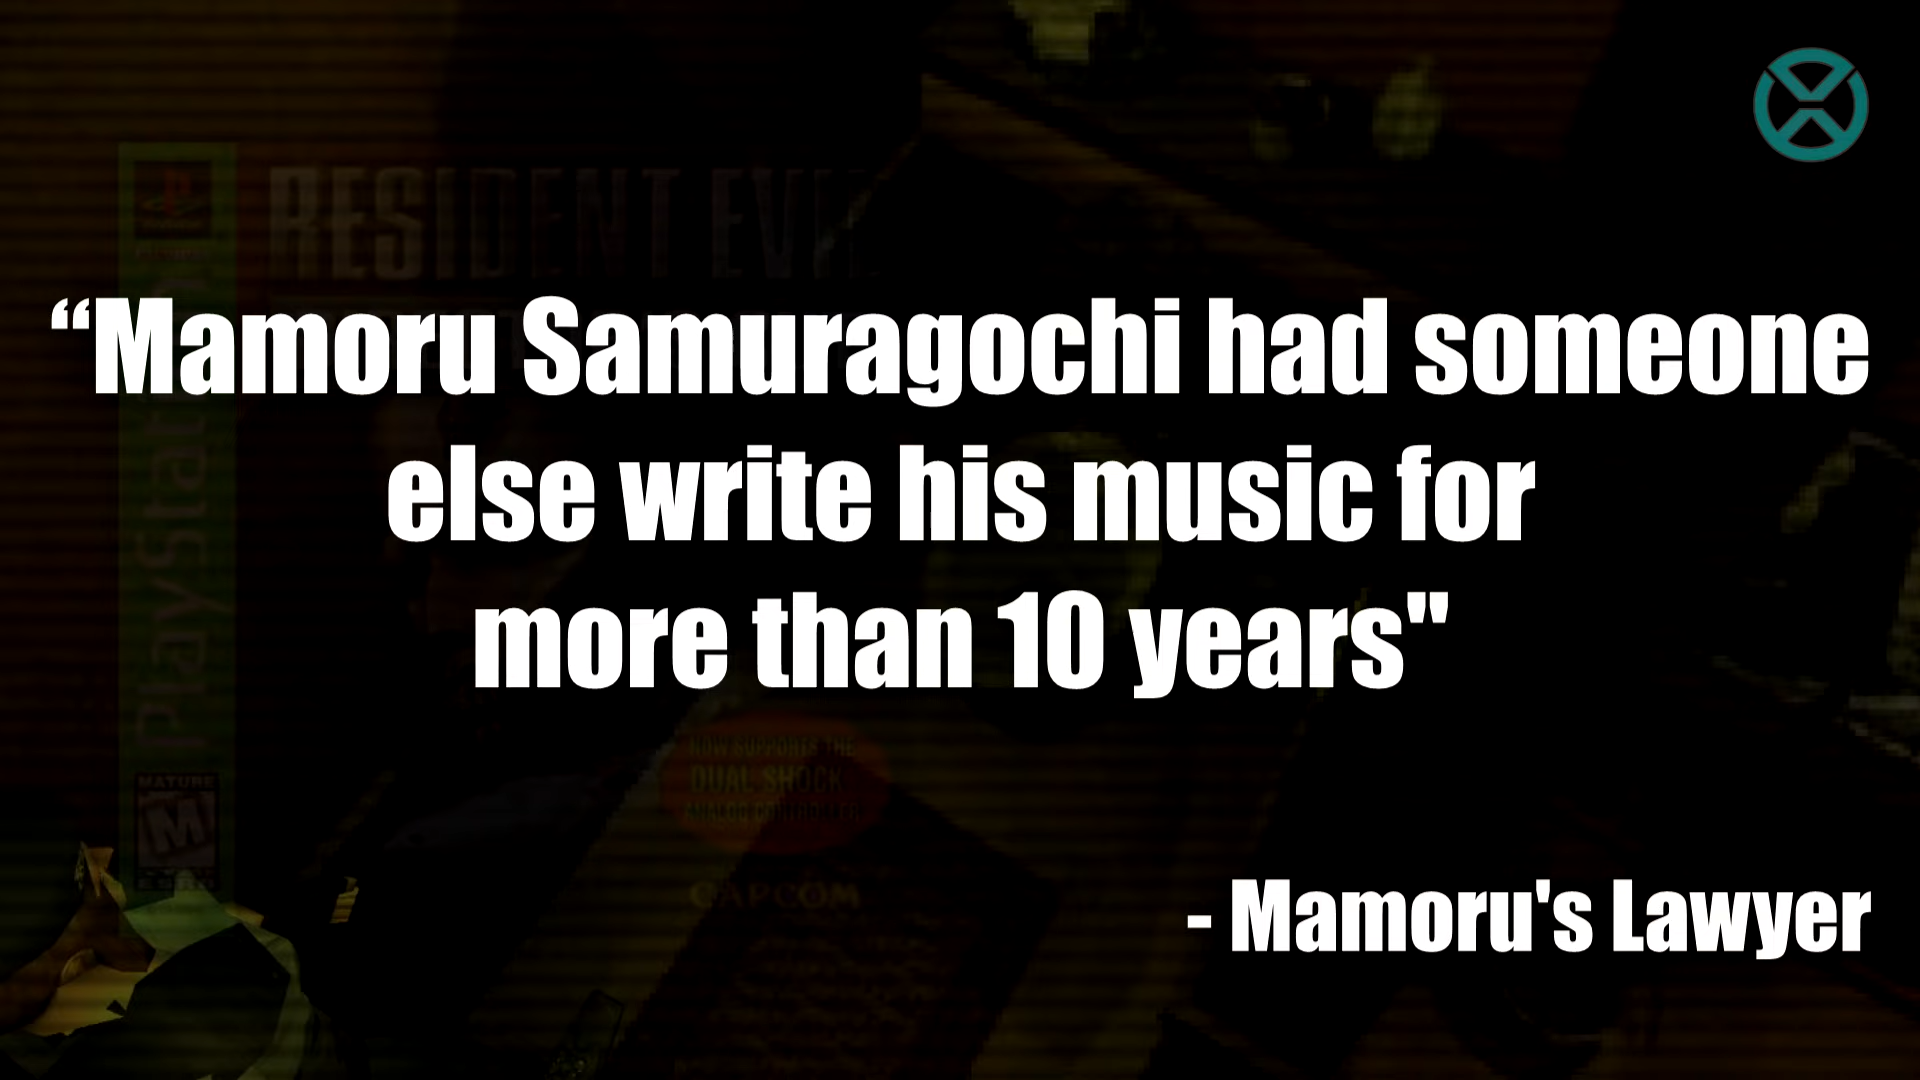 RESIDENT EVIL
PlayStation
“Mamoru Samuragochi had someone
else write his music for
more than 10 years"
NOW SUPPORTS THE
DUAL SHOCK
ANALOG CONTROLLER
MATURE
M
CAPCOM
- Mamoru's Lawyer